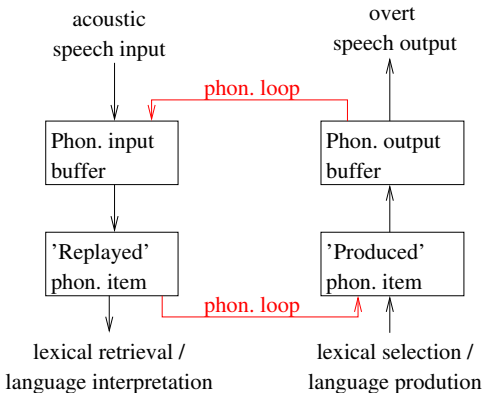 acoustic
speech input
overt
speech output
phon. loop
Phon. input
buffer
Phon. output
buffer
'Replayed'
phon. item
'Produced'
phon. item
phon. loop
lexical retrieval /
language interpretation
lexical selection /
language prodution